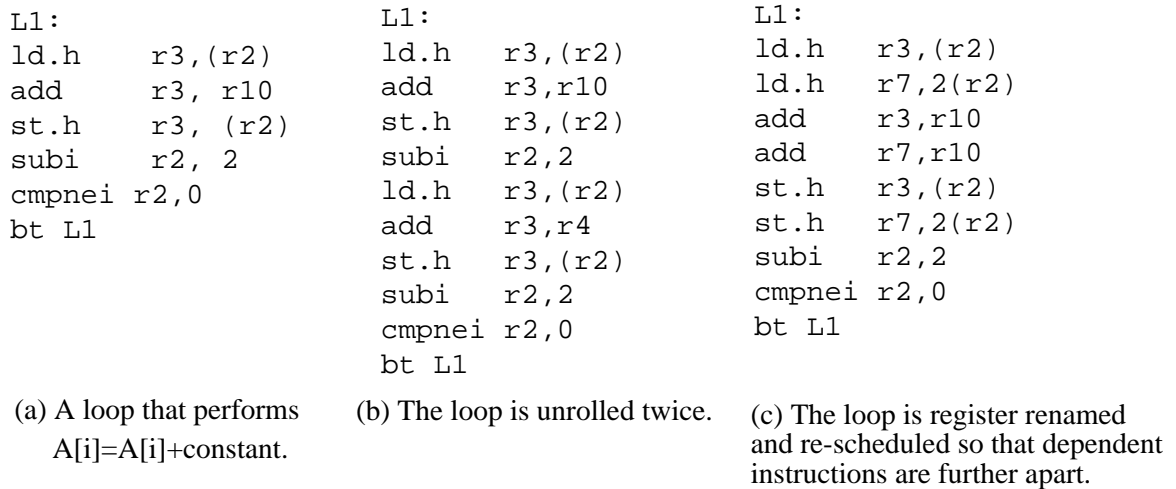 L1:
ld.h r3,(r2)
add r3, r10
st.h r3, (r2)
subi r2, 2
cmpnei r2,0
bt L1
(a) A loop that performs
A[i]=A[i]+constant.
L1:
ld.h r3,(r2)
add r3,r10
st.h r3,(r2)
subi r2,2
ld.h r3,(r2)
add r3,r4
st.h r3,(r2)
subi r2,2
cmpnei r2,0
bt L1
(b) The loop is unrolled twice.
L1:
ld.h r3,(r2)
ld.h r7,2(r2)
add r3,r10
add r7,r10
st.h r3,(r2)
st.h r7,2(r2)
subi r2,2
cmpnei r2,0
bt L1
(c) The loop is register renamed
and re-scheduled so that dependent
instructions are further apart.